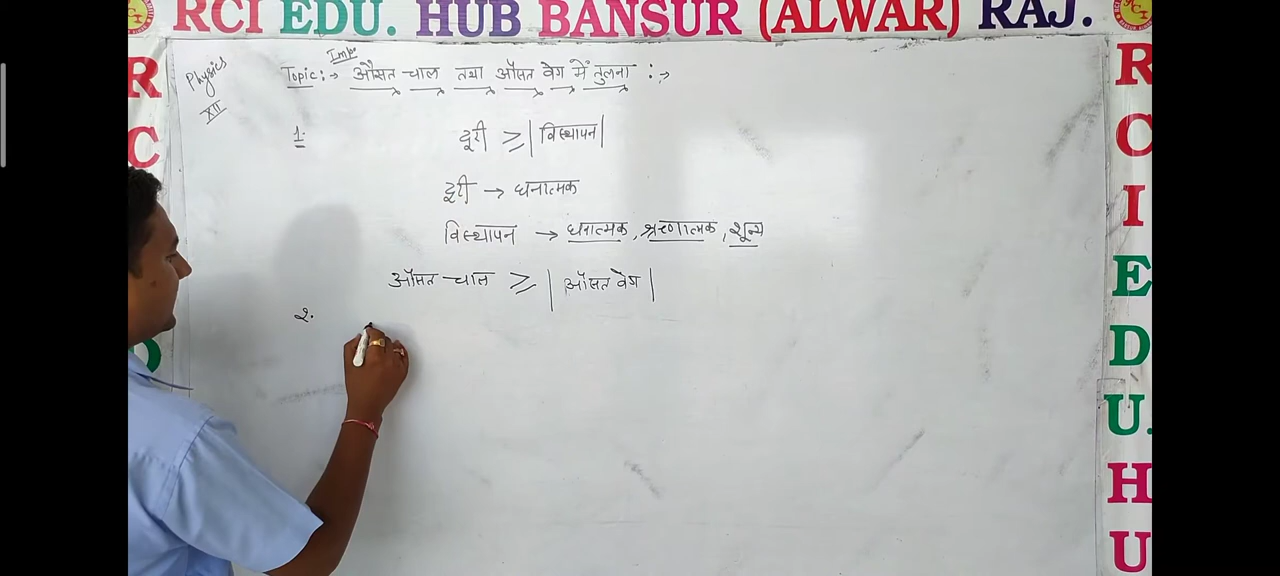 RCI EDU. HUB BANSUR (ALWAR) RAJ.
Physics
XII
Imp.
Topic:→ औसत चाल तथा औसत वेग में तुलना :→
1.
दूरी ≥ |विस्थापन|
दूरी → धनात्मक
विस्थापन → धनात्मक, ऋणात्मक, शून्य
औसत चाल ≥ |औसत वेग|
2.
R
C
R
C
I
E
D
U.
H
U